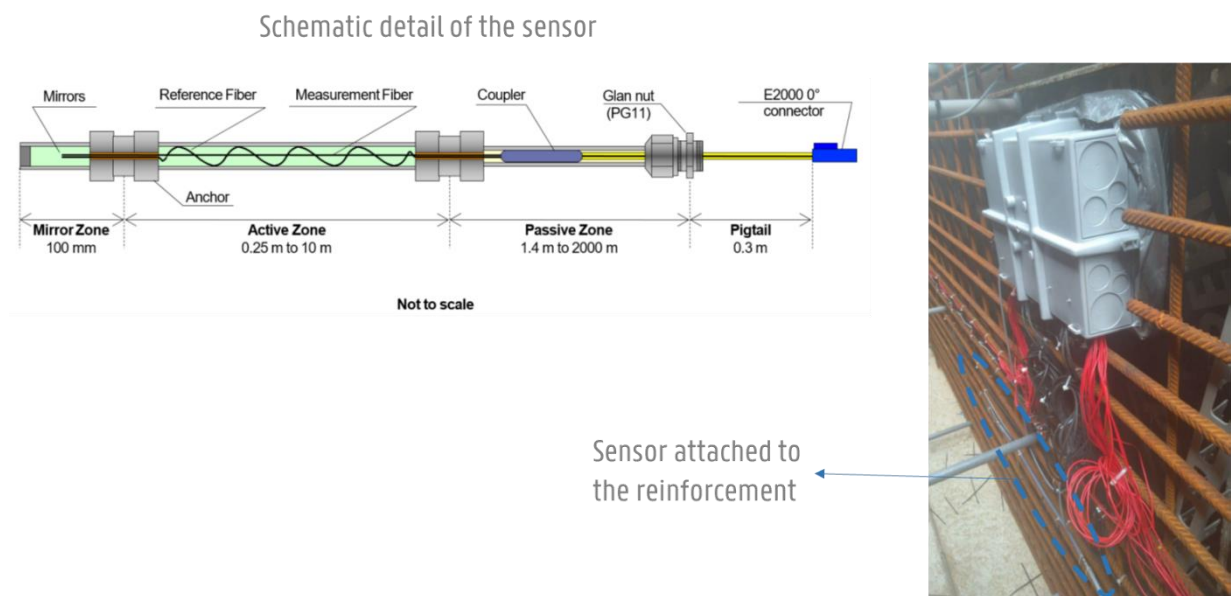 Schematic detail of the sensor
Mirrors
Reference Fiber
Measurement Fiber
Coupler
Glan nut
(PG11)
E2000 0°
connector
Anchor
Mirror Zone
100 mm
Active Zone
0.25 m to 10 m
Passive Zone
1.4 m to 2000 m
Pigtail
0.3 m
Not to scale
Sensor attached to
the reinforcement